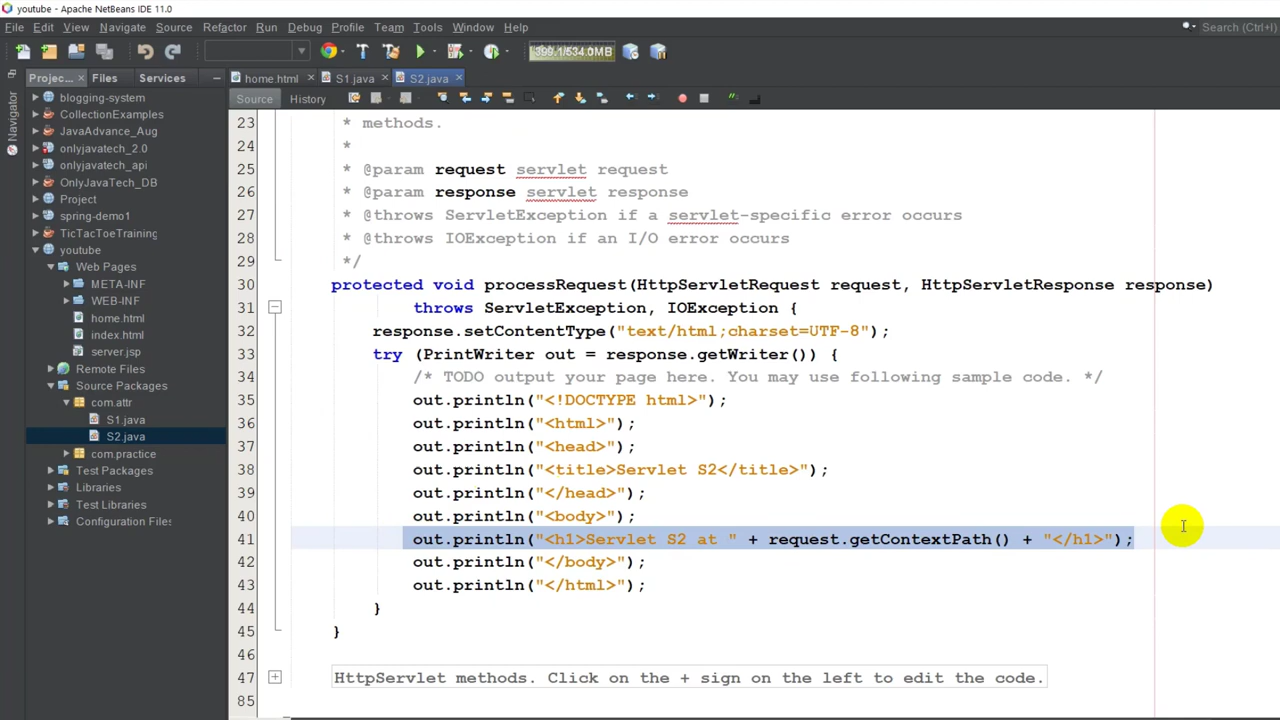 youtube - Apache NetBeans IDE 11.0
File Edit View Navigate Source Refactor Run Debug Profile Team Tools Window Help Search (Ctrl+I)
399.1/534.0MB
Projec... × Files Services home.html × S1.java × S2.java ×
Navigator
Source History
blogging-system
CollectionExamples
JavaAdvance_Aug
onlyjavatech_2.0
onlyjavatech_api
OnlyJavaTech_DB
Project
spring-demo1
TicTacToeTraining
youtube
Web Pages
META-INF
WEB-INF
home.html
index.html
server.jsp
Remote Files
Source Packages
com.attr
S1.java
S2.java
com.practice
Test Packages
Libraries
Test Libraries
Configuration Files
23 * methods.
24 *
25 * @param request servlet request
26 * @param response servlet response
27 * @throws ServletException if a servlet-specific error occurs
28 * @throws IOException if an I/O error occurs
29 */
30 protected void processRequest(HttpServletRequest request, HttpServletResponse response)
31 throws ServletException, IOException {
32 response.setContentType("text/html;charset=UTF-8");
33 try (PrintWriter out = response.getWriter()) {
34 /* TODO output your page here. You may use following sample code. */
35 out.println("<!DOCTYPE html>");
36 out.println("<html>");
37 out.println("<head>");
38 out.println("<title>Servlet S2</title>");
39 out.println("</head>");
40 out.println("<body>");
41 out.println("<h1>Servlet S2 at " + request.getContextPath() + "</h1>");
42 out.println("</body>");
43 out.println("</html>");
44 }
45 }
46
47 HttpServlet methods. Click on the + sign on the left to edit the code.
85